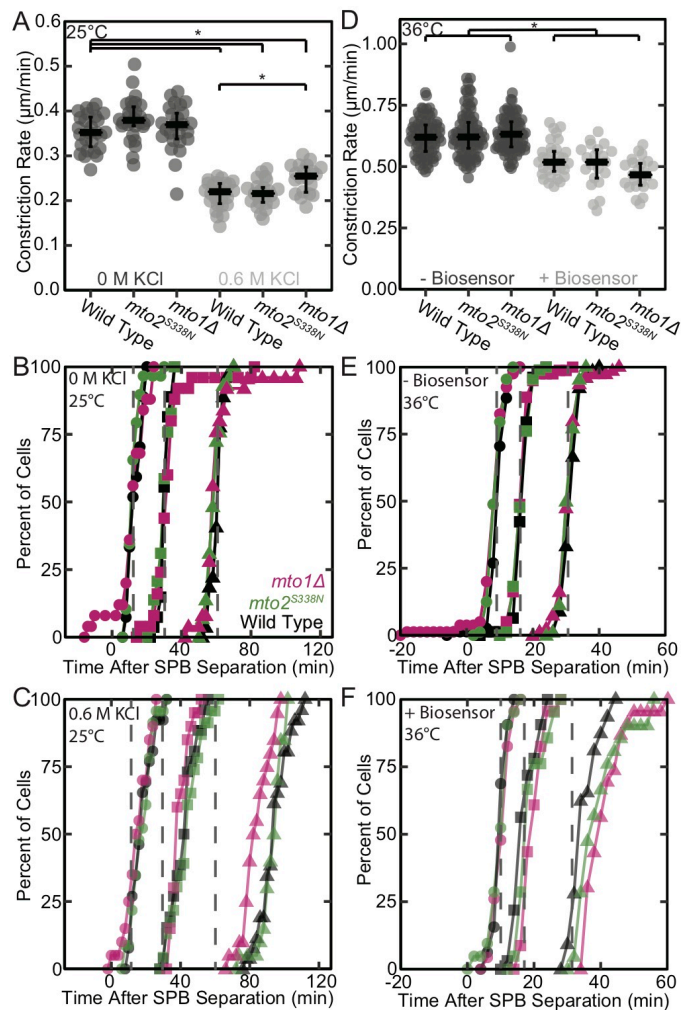 A
25°C
*
*
Constriction Rate (μm/min)
0.6
0.5
0.4
0.3
0.2
0.1
0.0
0 M KCl
0.6 M KCl
Wild Type
mto2S338N
mto1Δ
Wild Type
mto2S338N
mto1Δ
D
36°C
*
Constriction Rate (μm/min)
1.00
0.75
0.50
0.25
0.00
- Biosensor
+ Biosensor
Wild Type
mto2S338N
mto1Δ
Wild Type
mto2S338N
mto1Δ
B
0 M KCl
25°C
Percent of Cells
100
75
50
25
0
mto1Δ
mto2S338N
Wild Type
0 40 80 120
Time After SPB Separation (min)
E
- Biosensor
36°C
Percent of Cells
100
75
50
25
0
-20 0 20 40 60
Time After SPB Separation (min)
C
0.6 M KCl
25°C
Percent of Cells
100
75
50
25
0
0 40 80 120
Time After SPB Separation (min)
F
+ Biosensor
36°C
Percent of Cells
100
75
50
25
0
-20 0 20 40 60
Time After SPB Separation (min)